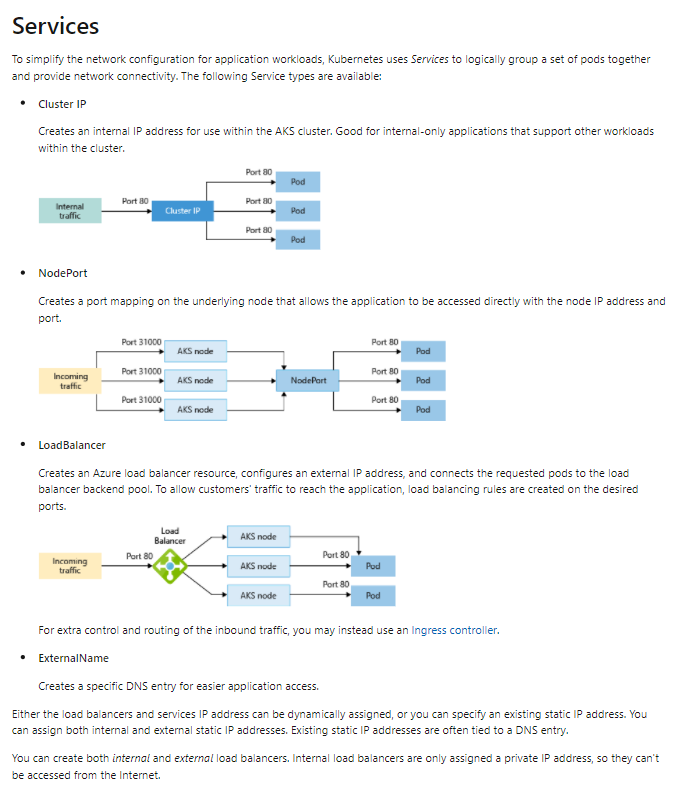 Services
To simplify the network configuration for application workloads, Kubernetes uses Services to logically group a set of pods together
and provide network connectivity. The following Service types are available:
• Cluster IP
Creates an internal IP address for use within the AKS cluster. Good for internal-only applications that support other workloads
within the cluster.
Port 80
Pod
Internal
traffic
Port 80
Cluster IP
Port 80
Pod
Port 80
Pod
• NodePort
Creates a port mapping on the underlying node that allows the application to be accessed directly with the node IP address and
port.
Port 31000
AKS node
Port 80
Pod
Incoming
traffic
Port 31000
AKS node
NodePort
Port 80
Pod
Port 31000
AKS node
Port 80
Pod
• LoadBalancer
Creates an Azure load balancer resource, configures an external IP address, and connects the requested pods to the load
balancer backend pool. To allow customers' traffic to reach the application, load balancing rules are created on the desired
ports.
Load
Balancer
AKS node
Incoming
traffic
Port 80
AKS node
Port 80
Pod
AKS node
Port 80
Pod
For extra control and routing of the inbound traffic, you may instead use an Ingress controller.
• ExternalName
Creates a specific DNS entry for easier application access.
Either the load balancers and services IP address can be dynamically assigned, or you can specify an existing static IP address. You
can assign both internal and external static IP addresses. Existing static IP addresses are often tied to a DNS entry.
You can create both internal and external load balancers. Internal load balancers are only assigned a private IP address, so they can't
be accessed from the Internet.